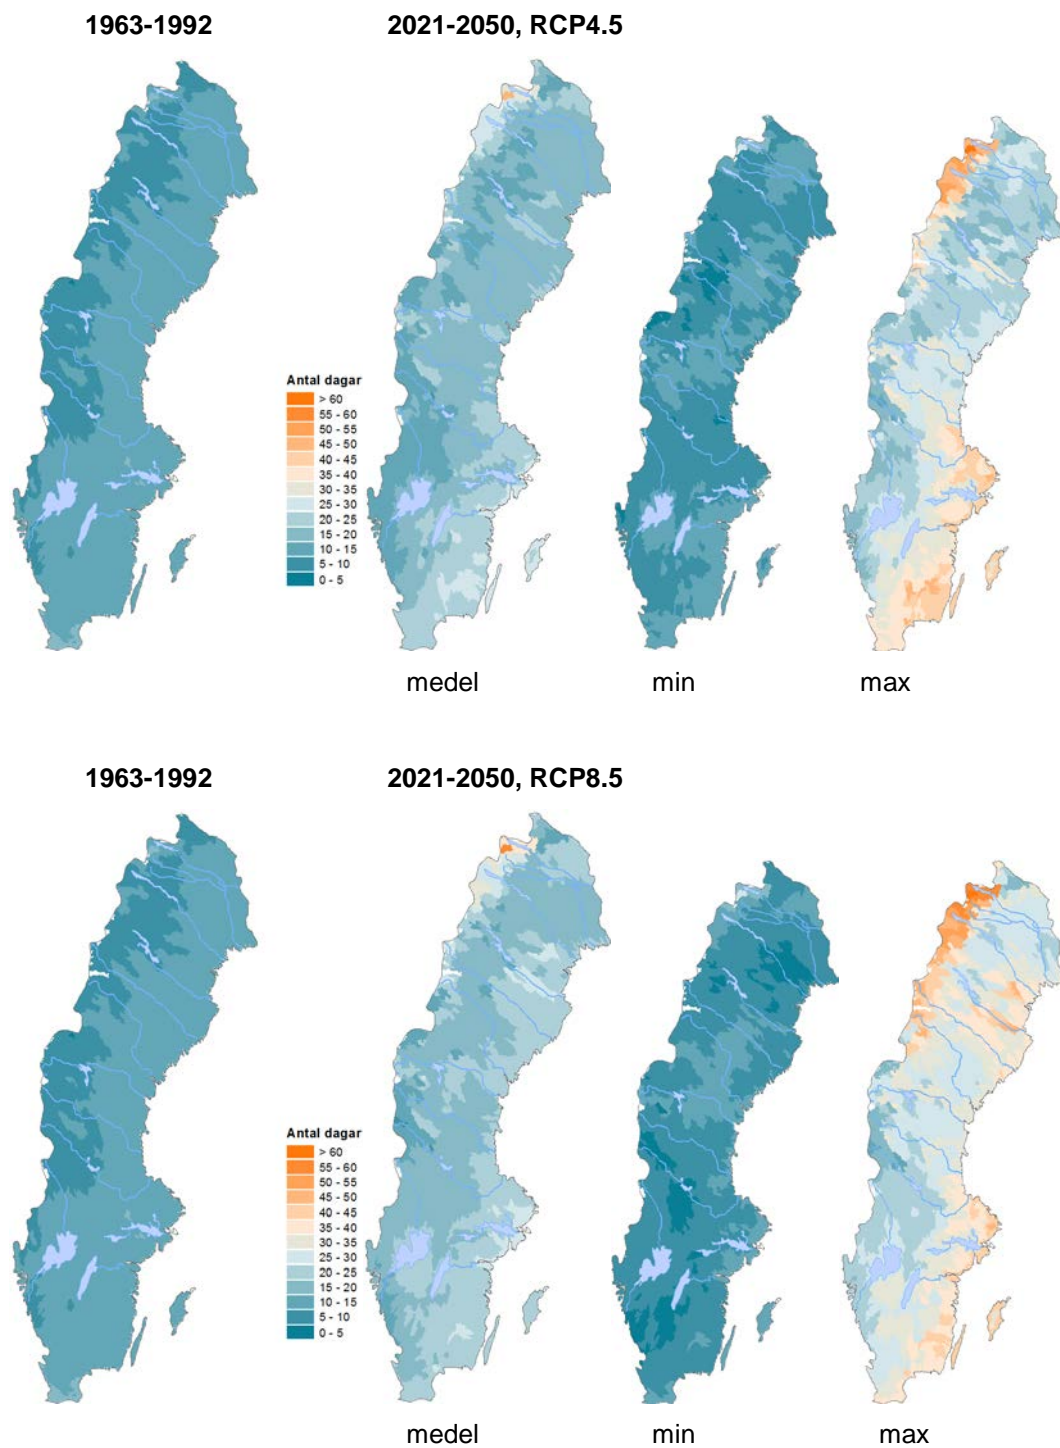 1963-1992
2021-2050, RCP4.5
Antal dagar
> 60
55 - 60
50 - 55
45 - 50
40 - 45
35 - 40
30 - 35
25 - 30
20 - 25
15 - 20
10 - 15
5 - 10
0 - 5
medel
min
max
1963-1992
2021-2050, RCP8.5
Antal dagar
> 60
55 - 60
50 - 55
45 - 50
40 - 45
35 - 40
30 - 35
25 - 30
20 - 25
15 - 20
10 - 15
5 - 10
0 - 5
medel
min
max